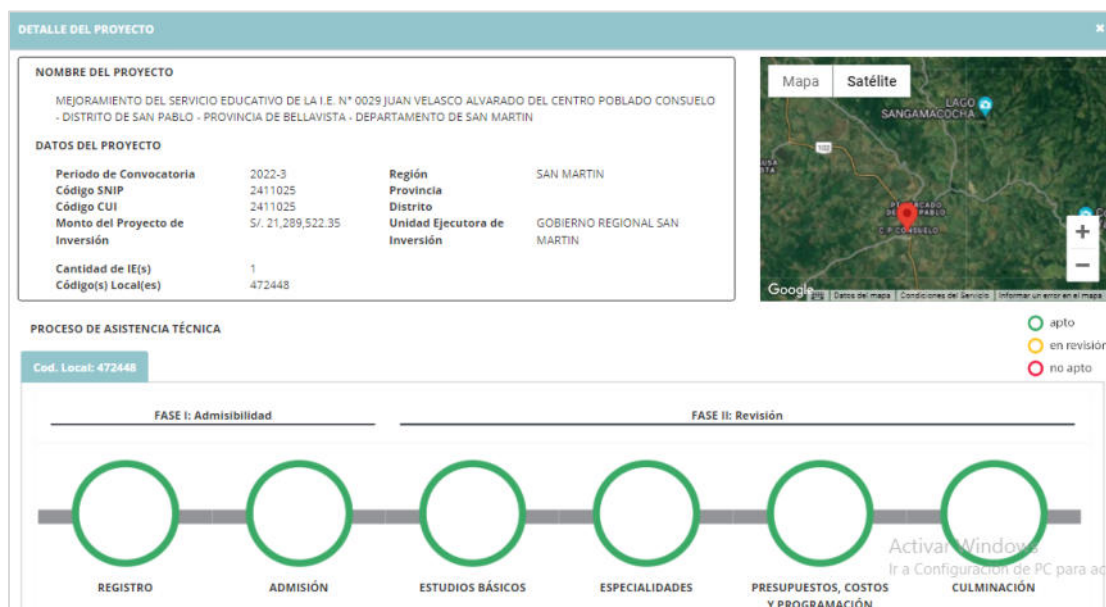 DETALLE DEL PROYECTO
NOMBRE DEL PROYECTO
MEJORAMIENTO DEL SERVICIO EDUCATIVO DE LA I.E. N° 0029 JUAN VELASCO ALVARADO DEL CENTRO POBLADO CONSUELO
- DISTRITO DE SAN PABLO - PROVINCIA DE BELLAVISTA - DEPARTAMENTO DE SAN MARTIN
DATOS DEL PROYECTO
Periodo de Convocatoria 2022-3 Región SAN MARTIN
Código SNIP 2411025 Provincia
Código CUI 2411025 Distrito
Monto del Proyecto de Inversión S/. 21,289,522.35 Unidad Ejecutora de Inversión GOBIERNO REGIONAL SAN MARTIN
Cantidad de IE(s) 1
Código(s) Local(es) 472448
Mapa Satélite
LAGO
SANGAMACOCHA
102
C.P. CONSUELO
+
−
Google Datos del mapa Condiciones del Servicio Informar un error en el mapa
PROCESO DE ASISTENCIA TÉCNICA
apto
en revisión
no apto
Cod. Local: 472448
FASE I: Admisibilidad FASE II: Revisión
Activar Windows
Ir a Configuración de PC para ac
REGISTRO ADMISIÓN ESTUDIOS BÁSICOS ESPECIALIDADES PRESUPUESTOS, COSTOS Y PROGRAMACIÓN CULMINACIÓN